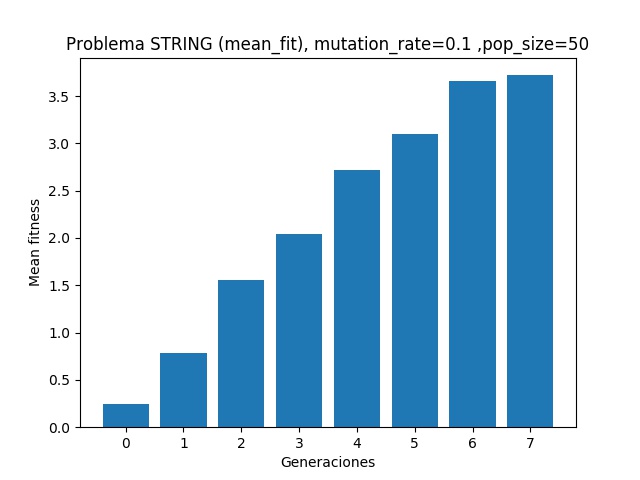 Problema STRING (mean_fit), mutation_rate=0.1 ,pop_size=50
3.5
3.0
2.5
2.0
1.5
1.0
0.5
0.0
Mean fitness
0 1 2 3 4 5 6 7
Generaciones